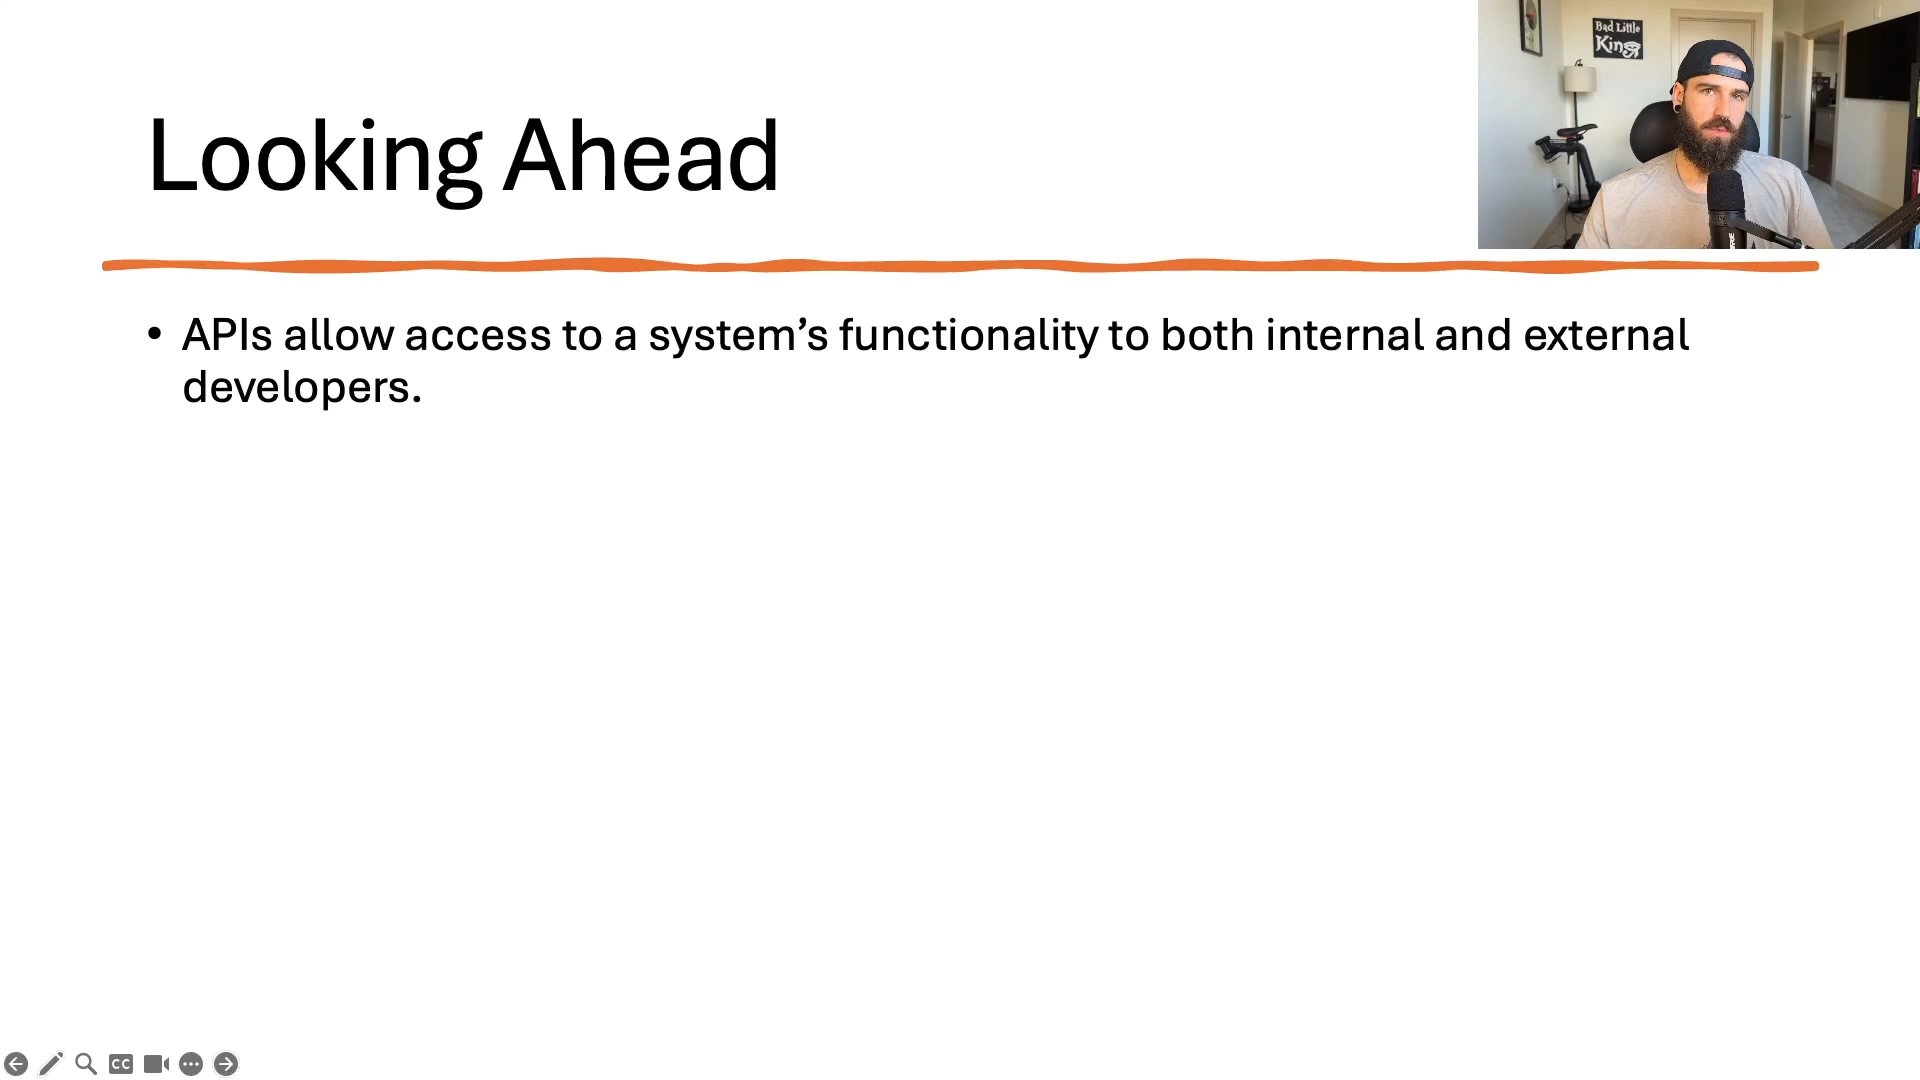 Looking Ahead
Bad Little
King
• APIs allow access to a system’s functionality to both internal and external
developers.
CC